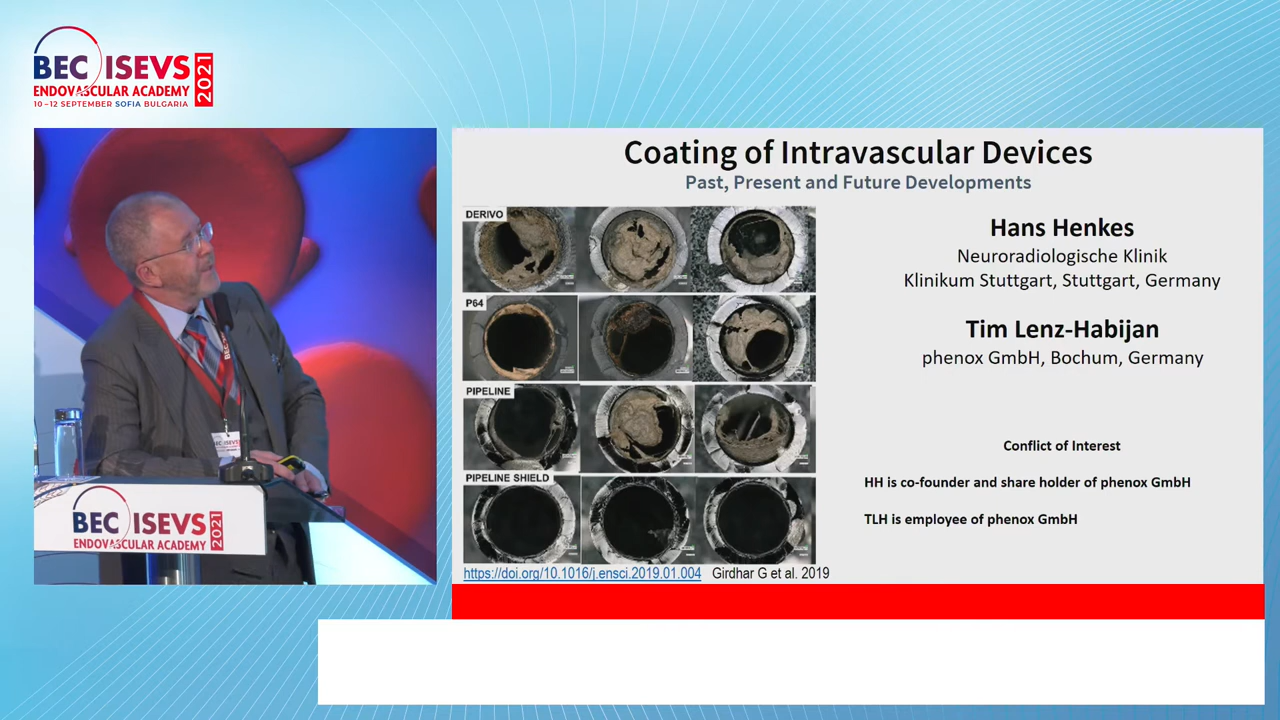 BEC ISEVS 2021
ENDOVASCULAR ACADEMY
10-12 SEPTEMBER SOFIA BULGARIA
Coating of Intravascular Devices
Past, Present and Future Developments
DERIVO
P64
PIPELINE
PIPELINE SHIELD
https://doi.org/10.1016/j.ensci.2019.01.004 Girdhar G et al. 2019
Hans Henkes
Neuroradiologische Klinik
Klinikum Stuttgart, Stuttgart, Germany
Tim Lenz-Habijan
phenox GmbH, Bochum, Germany
Conflict of Interest
HH is co-founder and share holder of phenox GmbH
TLH is employee of phenox GmbH
BEC ISEVS 2021
ENDOVASCULAR ACADEMY